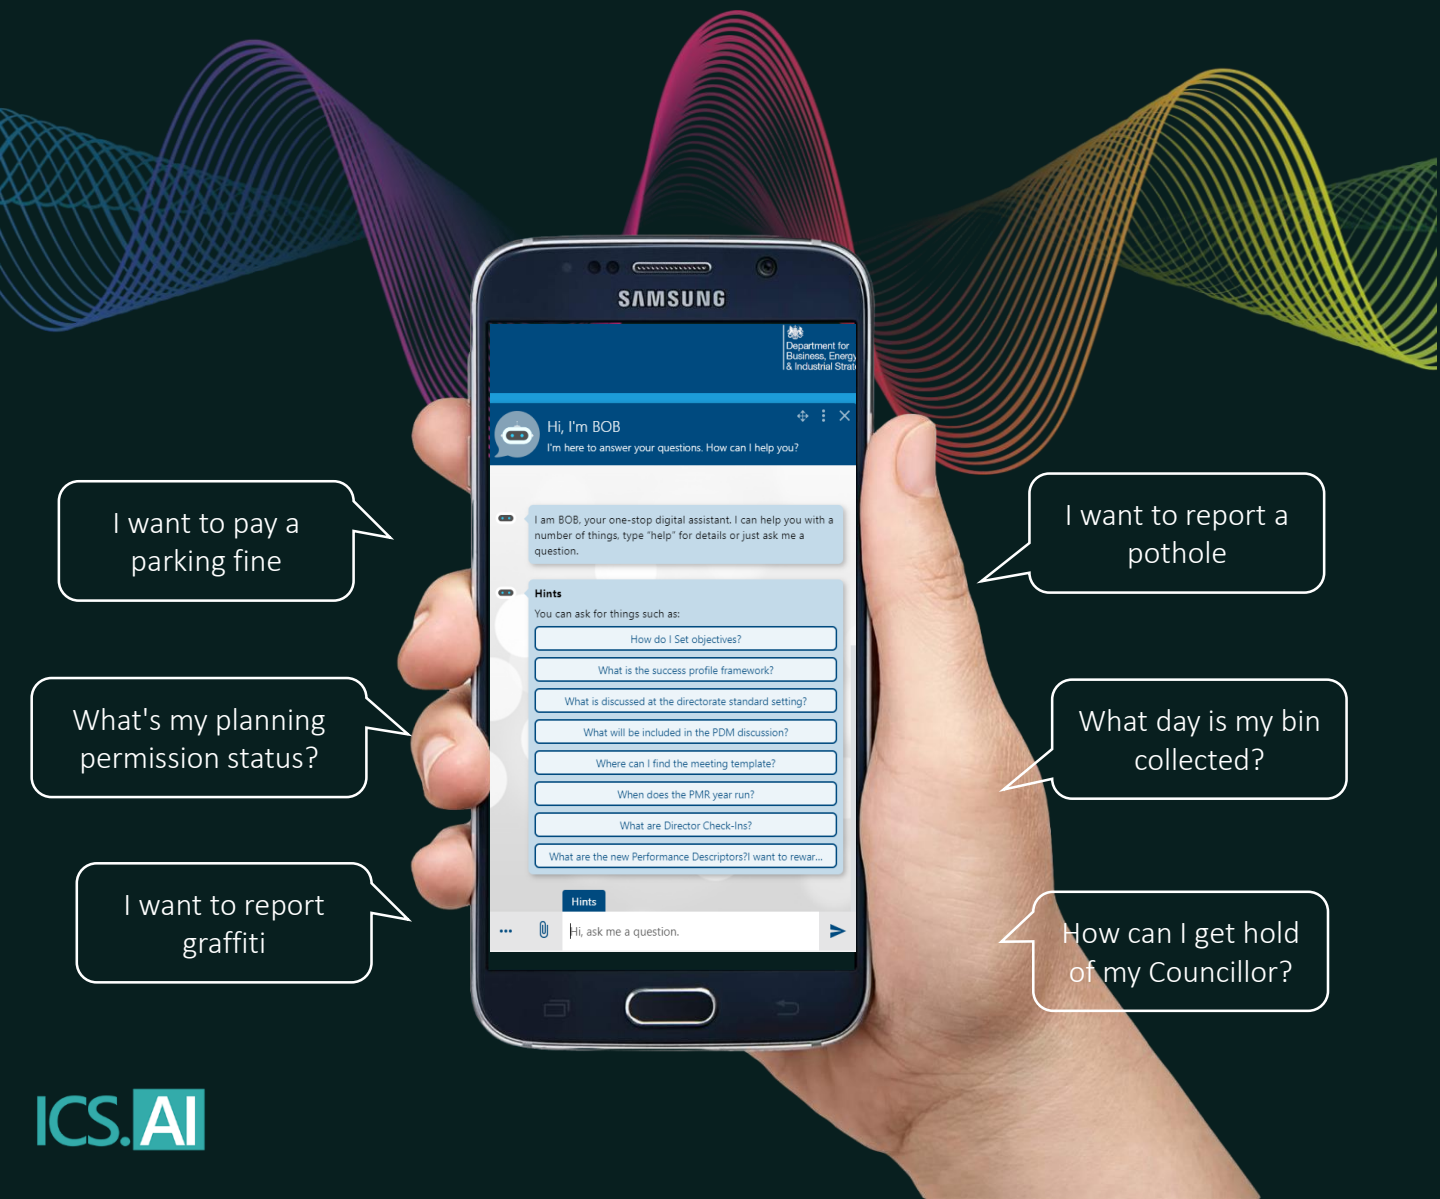 SAMSUNG
Department for
Business, Energy
& Industrial Strate
Hi, I'm BOB
I'm here to answer your questions. How can I help you?
I am BOB, your one-stop digital assistant. I can help you with a
number of things, type "help" for details or just ask me a
question.
Hints
You can ask for things such as:
How do I Set objectives?
What is the success profile framework?
What is discussed at the directorate standard setting?
What will be included in the PDM discussion?
Where can I find the meeting template?
When does the PMR year run?
What are Director Check-Ins?
What are the new Performance Descriptors?I want to rewar...
Hints
Hi, ask me a question.
I want to pay a
parking fine
What's my planning
permission status?
I want to report
graffiti
I want to report a
pothole
What day is my bin
collected?
How can I get hold
of my Councillor?
ICS.AI